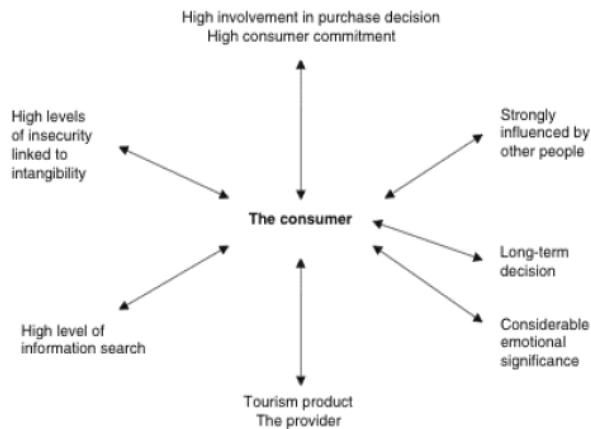 High involvement in purchase decision
High consumer commitment
High levels
of insecurity
linked to
intangibility
Strongly
influenced by
other people
The consumer
Long-term
decision
High level of
information search
Considerable
emotional
significance
Tourism product
The provider